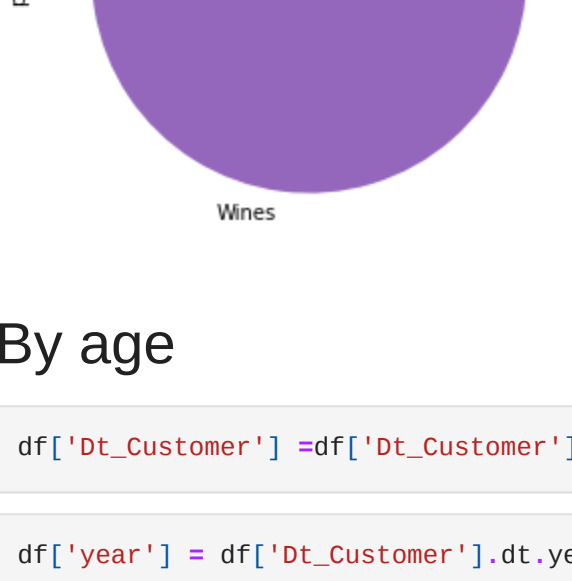 Wines
By age
df['Dt_Customer'] =df['Dt_Customer']
df['year'] = df['Dt_Customer'].dt.ye